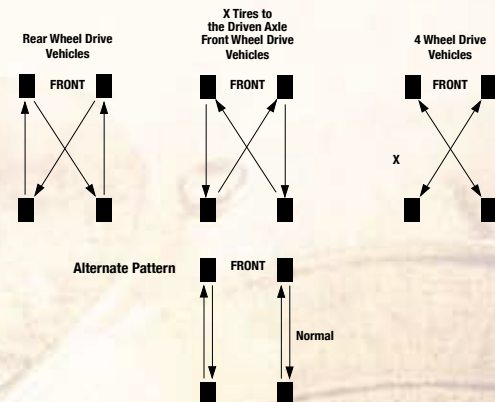 Rear Wheel Drive
Vehicles
FRONT
X Tires to
the Driven Axle
Front Wheel Drive
Vehicles
FRONT
4 Wheel Drive
Vehicles
FRONT
X
Alternate Pattern
FRONT
Normal